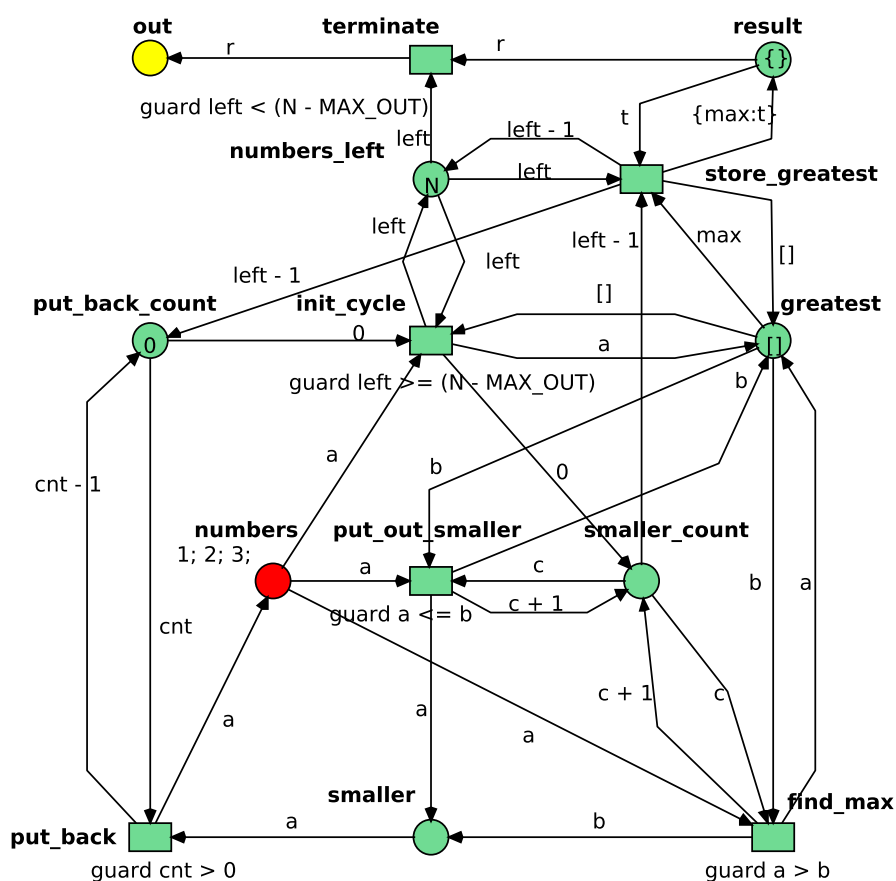 out
terminate
result
r
r
{}
guard left < (N - MAX_OUT)
t
{max:t}
left
left - 1
numbers_left
left
store_greatest
N
left
left - 1
max
left
[]
left - 1
put_back_count
init_cycle
[]
greatest
0
0
a
[]
guard left >= (N - MAX_OUT)
b
a
b
0
cnt - 1
numbers
put_out_smaller
smaller_count
1; 2; 3;
a
c
b
a
guard a <= b
c + 1
cnt
a
a
c + 1
c
a
smaller
find_max
put_back
a
b
guard cnt > 0
guard a > b